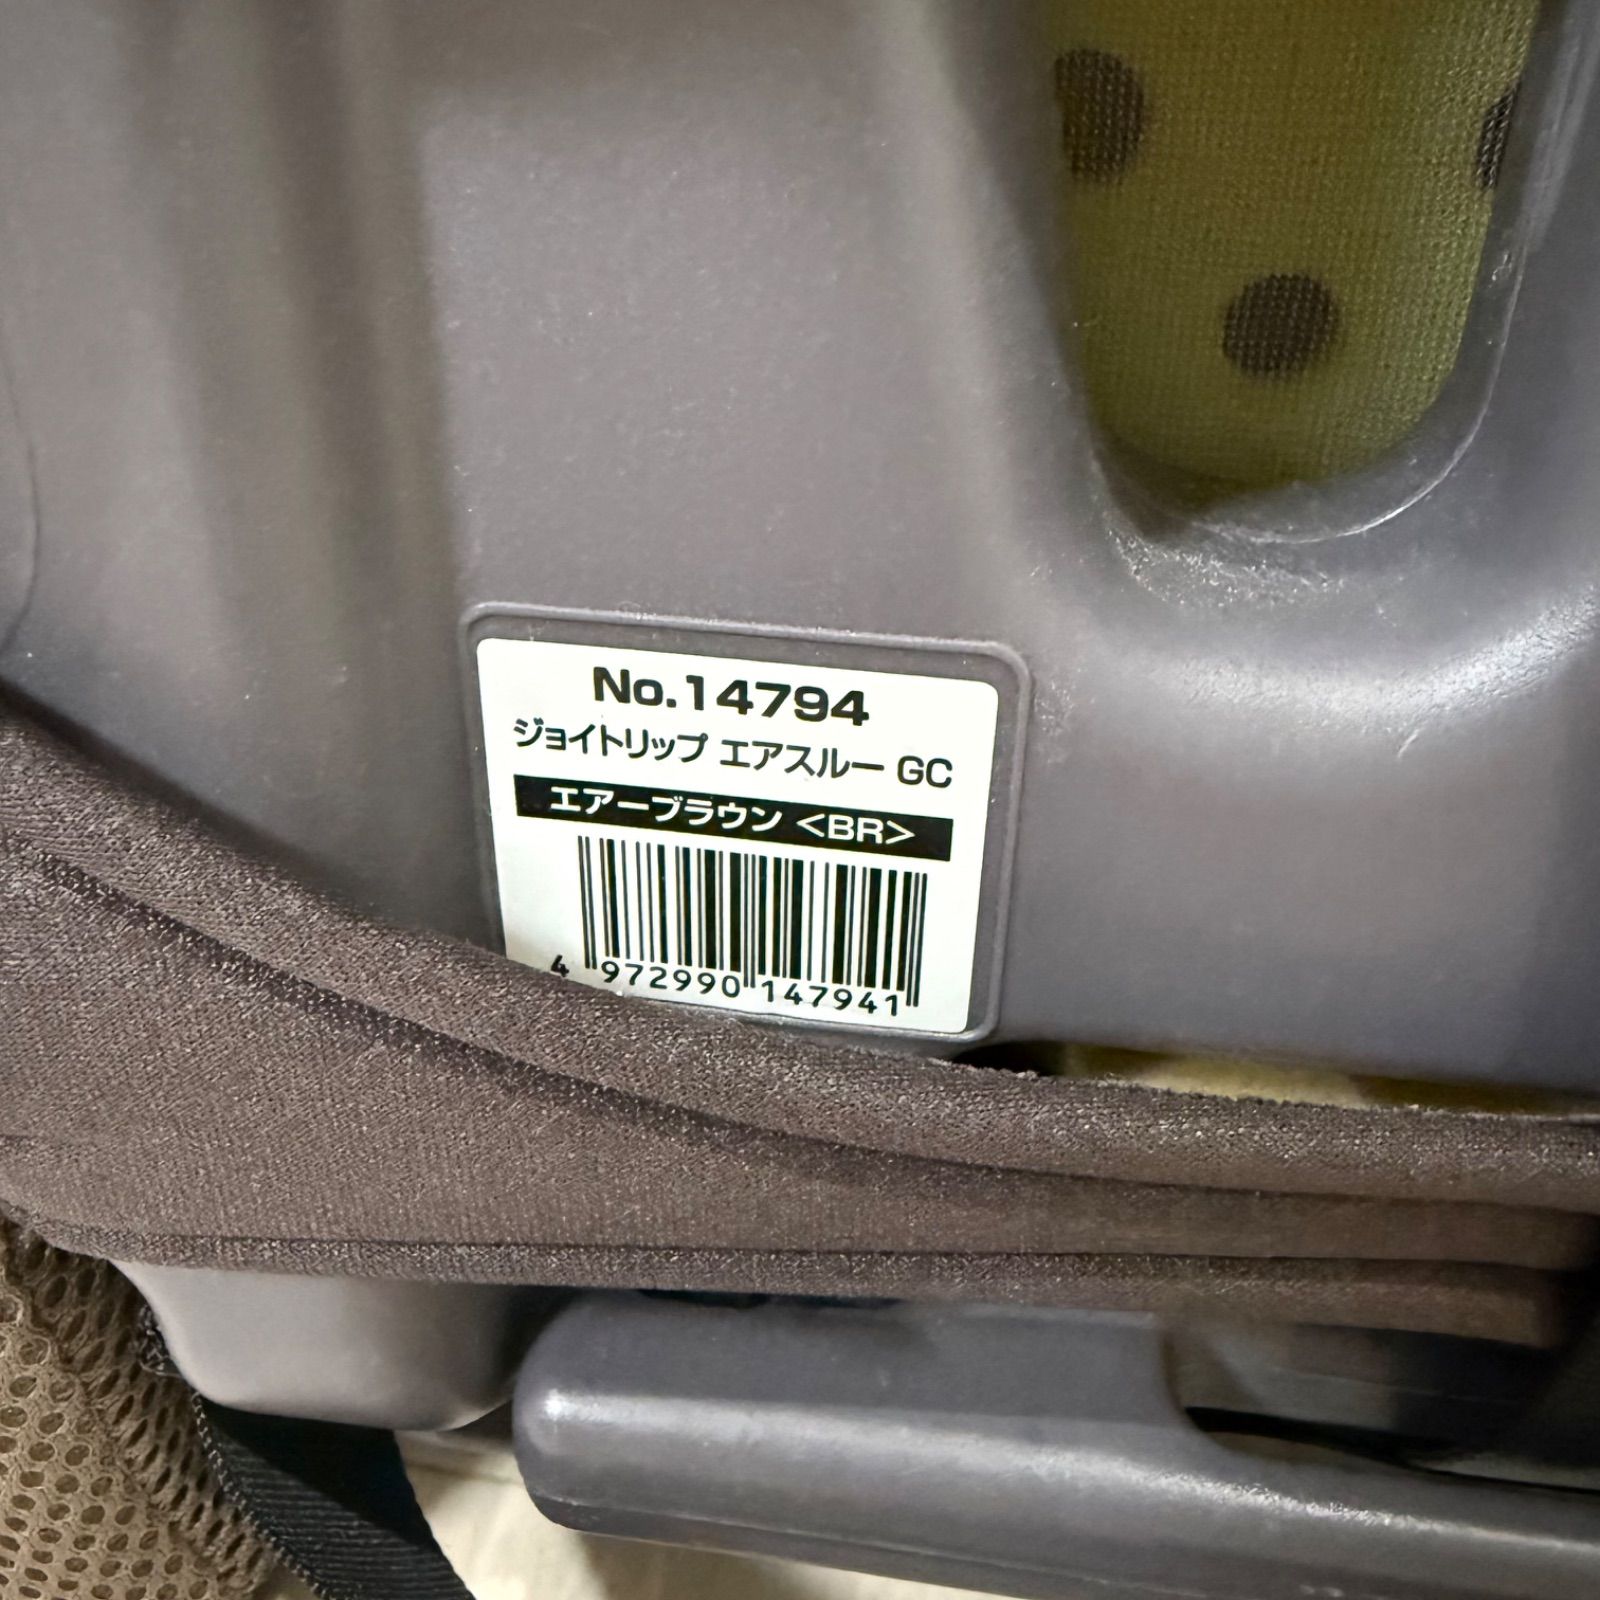 No.14794
ジョイトリップ エアスルー GC
エアーブラウン <BR>
4 972990 147941